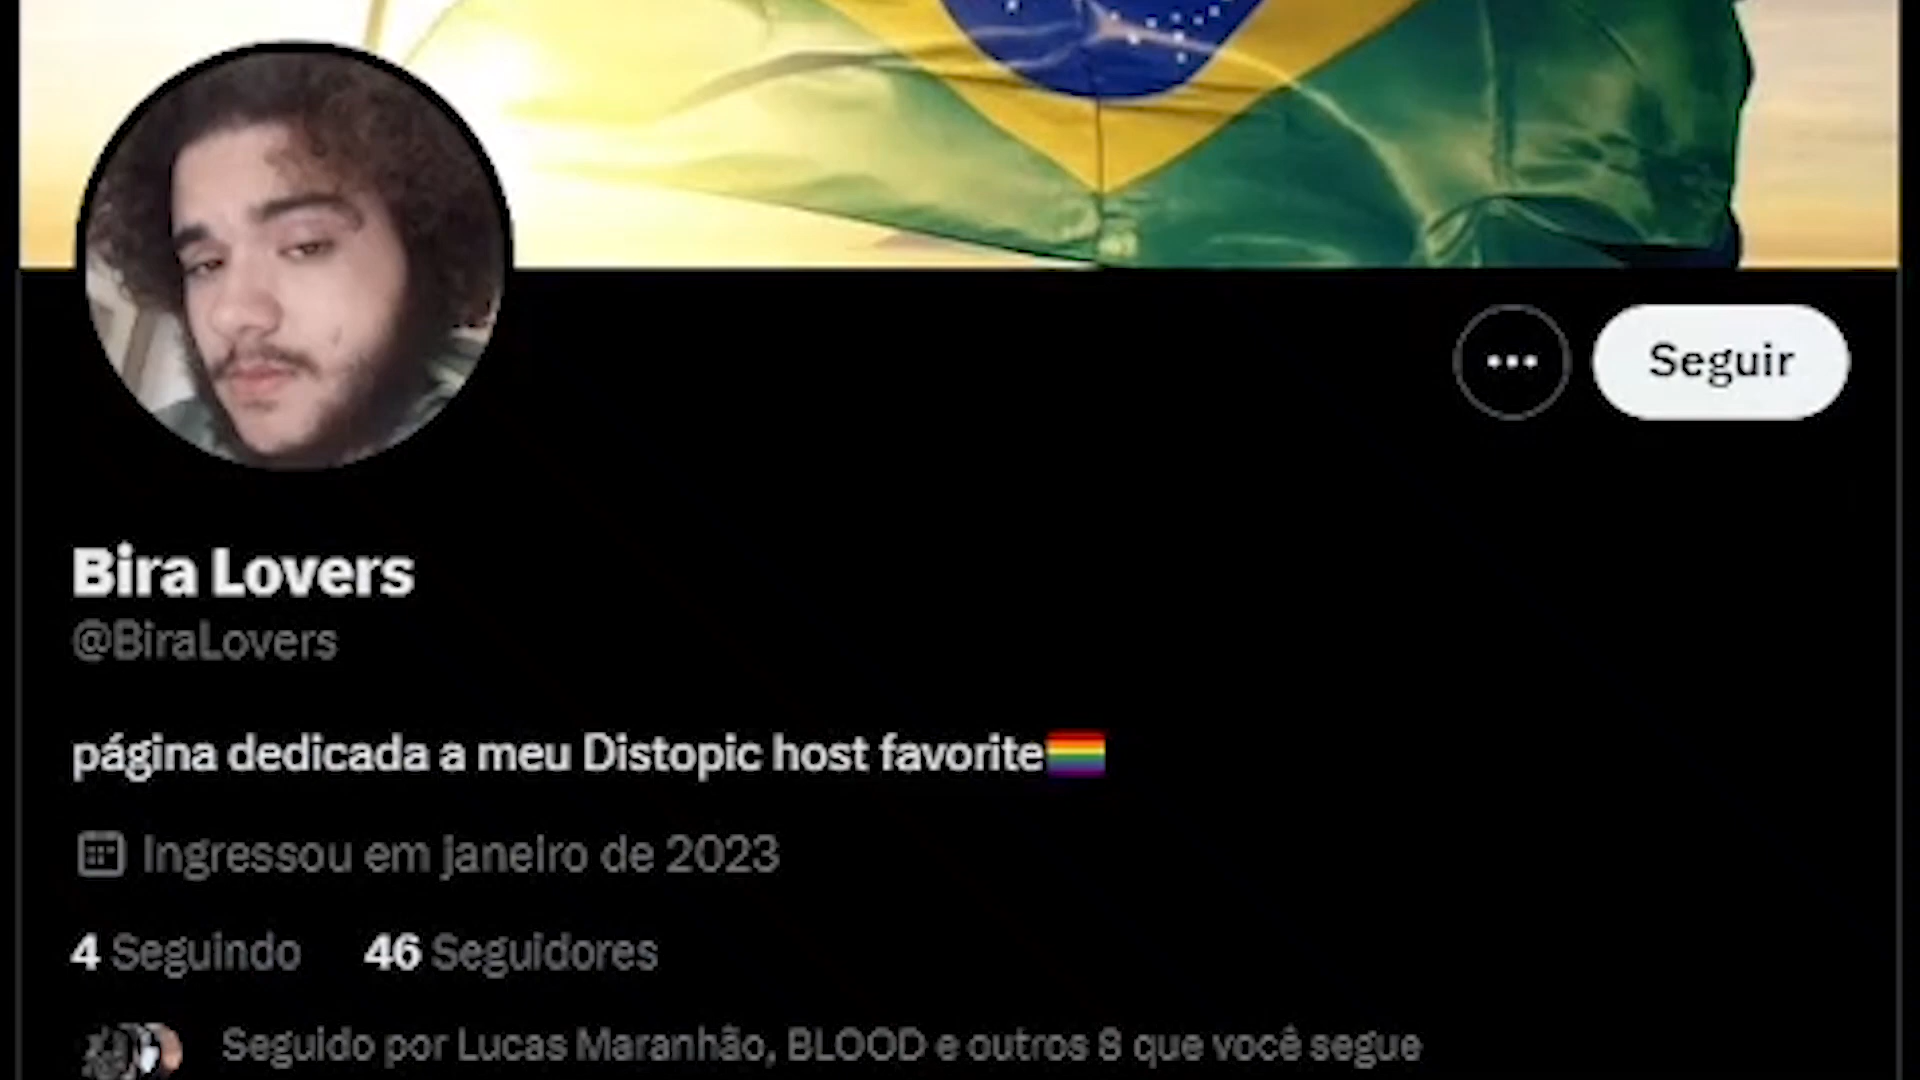 Seguir
Bira Lovers
@BiraLovers
página dedicada a meu Distopic host favorite
Ingressou em janeiro de 2023
4 Seguindo 46 Seguidores
Seguido por Lucas Maranhão, BLOOD e outros 8 que você segue